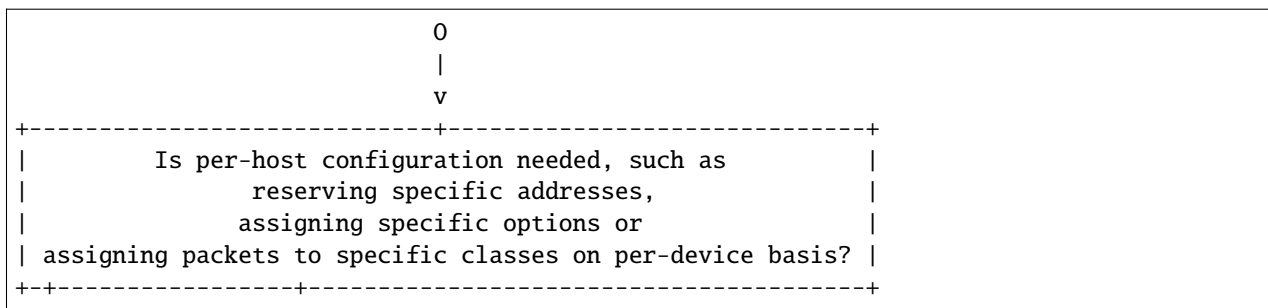 O
|
v
+-----------------------------+------------------------------+
|         Is per-host configuration needed, such as          |
|                reserving specific addresses,               |
|               assigning specific options or                |
| assigning packets to specific classes on per-device basis? |
+-+-----------------+----------------------------------------+